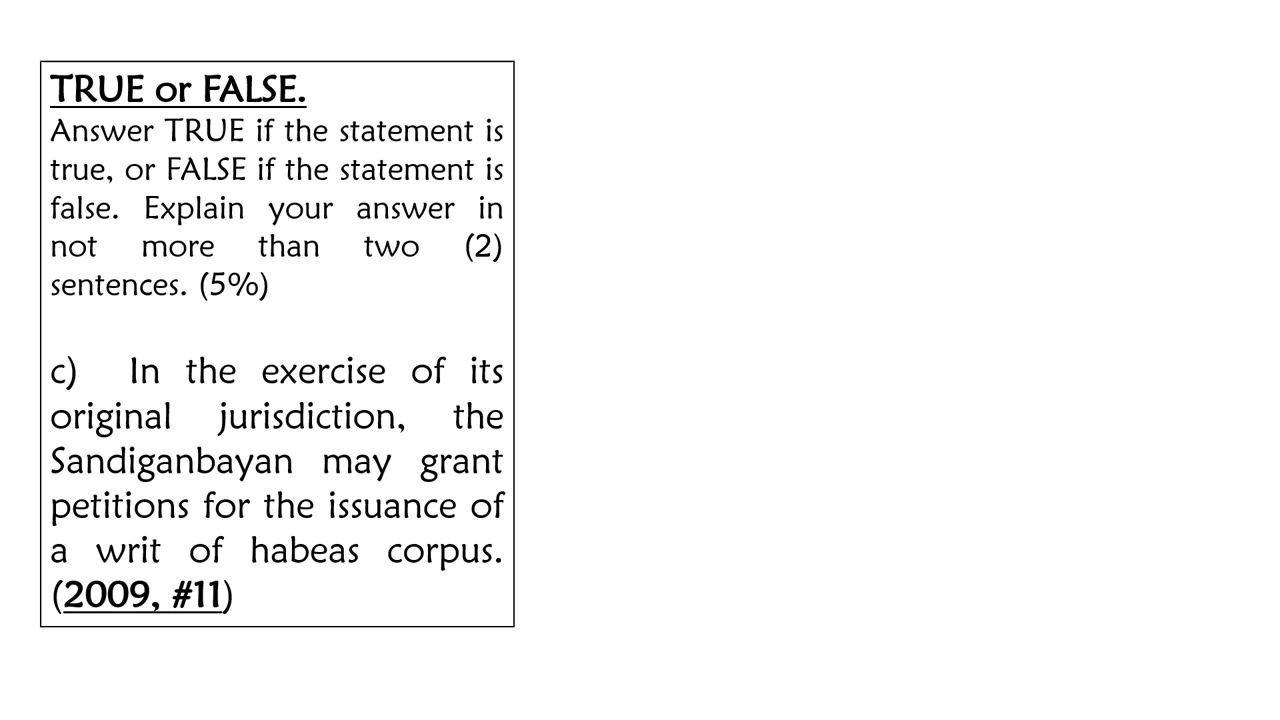 TRUE or FALSE.
Answer TRUE if the statement is
true, or FALSE if the statement is
false. Explain your answer in
not more than two (2)
sentences. (5%)
c) In the exercise of its
original jurisdiction, the
Sandiganbayan may grant
petitions for the issuance of
a writ of habeas corpus.
(2009, #11)